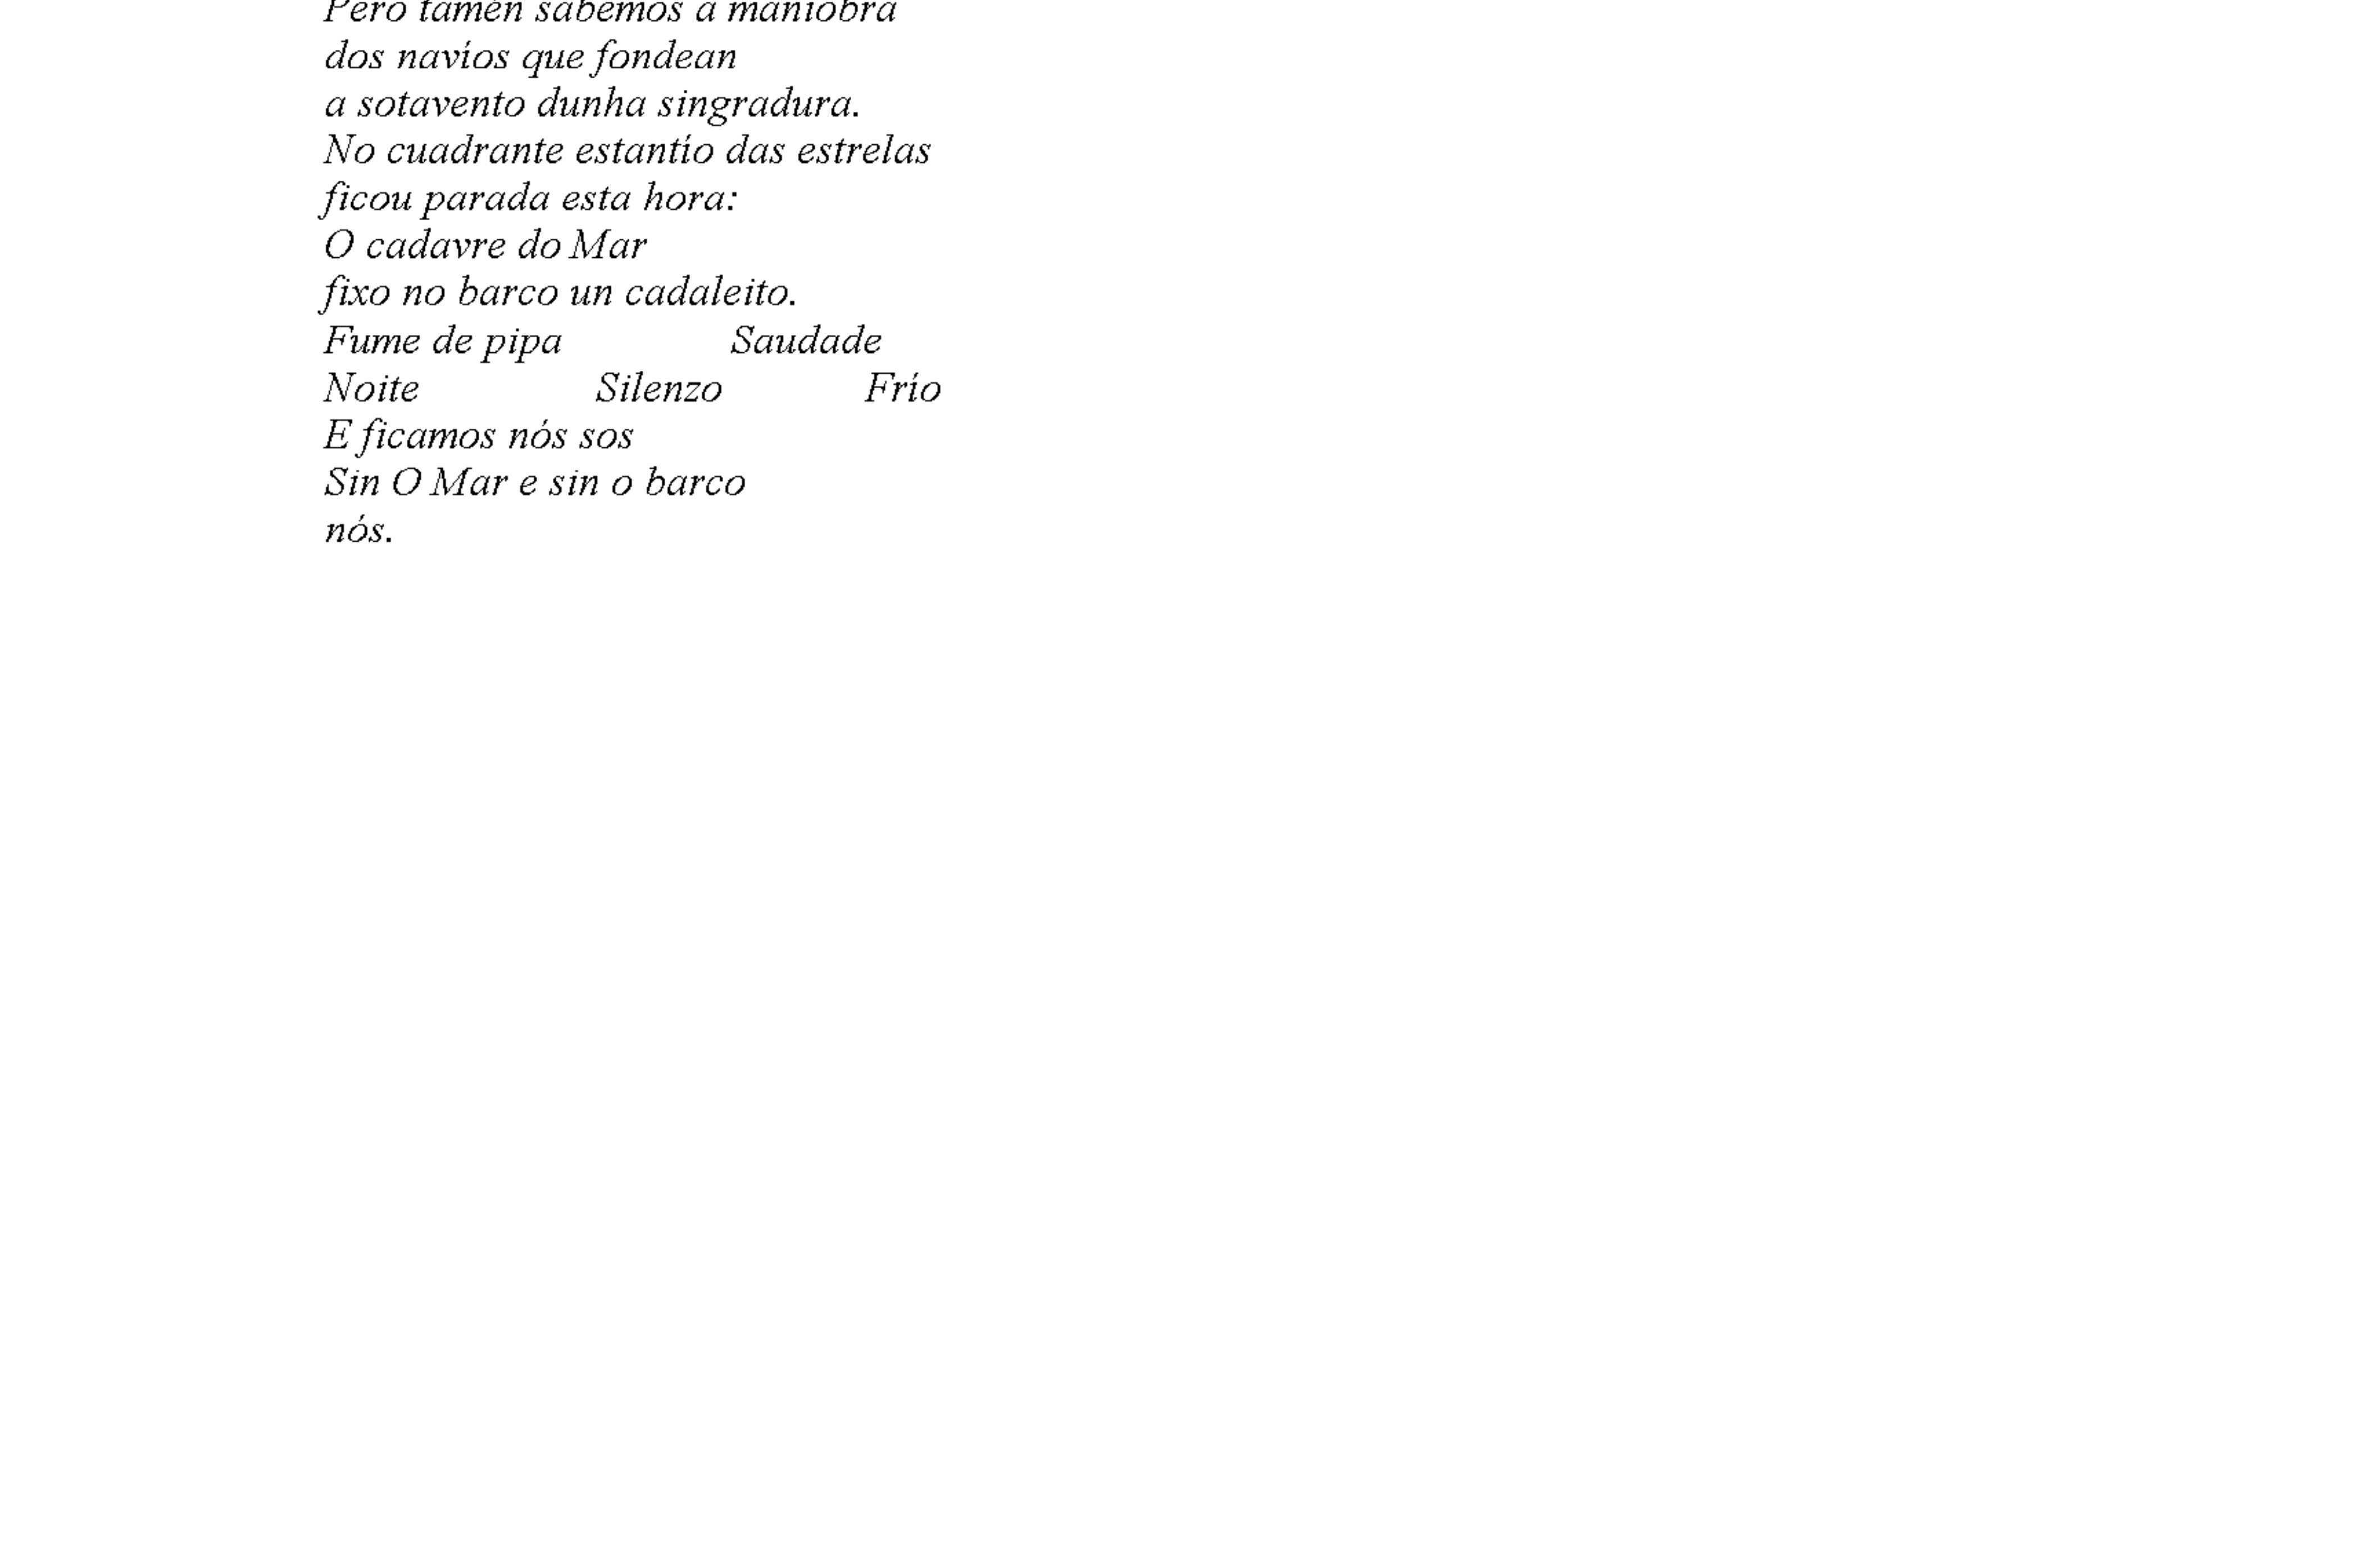 Pero tamén sabemos a maniobra
dos navíos que fondean
a sotavento dunha singradura.
No cuadrante estantío das estrelas
ficou parada esta hora:
O cadavre do Mar
fixo no barco un cadaleito.
Fume de pipa Saudade
Noite Silenzo Frío
E ficamos nós sos
Sin O Mar e sin o barco
nós.